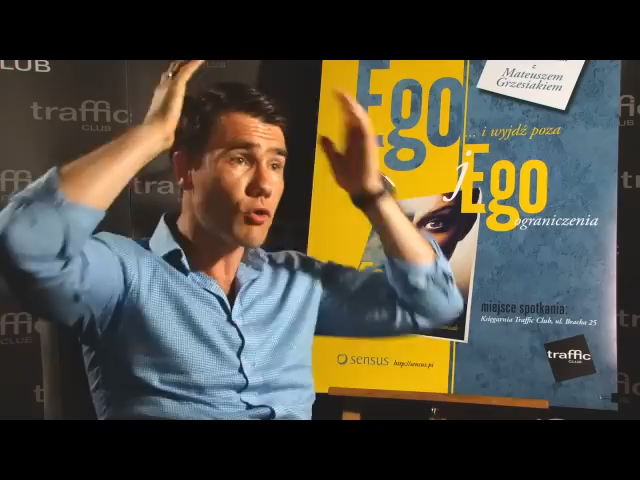 CLUB
traffic
CLUB
Ego
z
Mateuszem
Grzesiakiem
... i wyjdź poza
jEgo
ograniczenia
miejsce spotkania:
Księgarnia Traffic Club, ul. Bracka 25
sensus
http://sensus.pl
traffic
CLUB